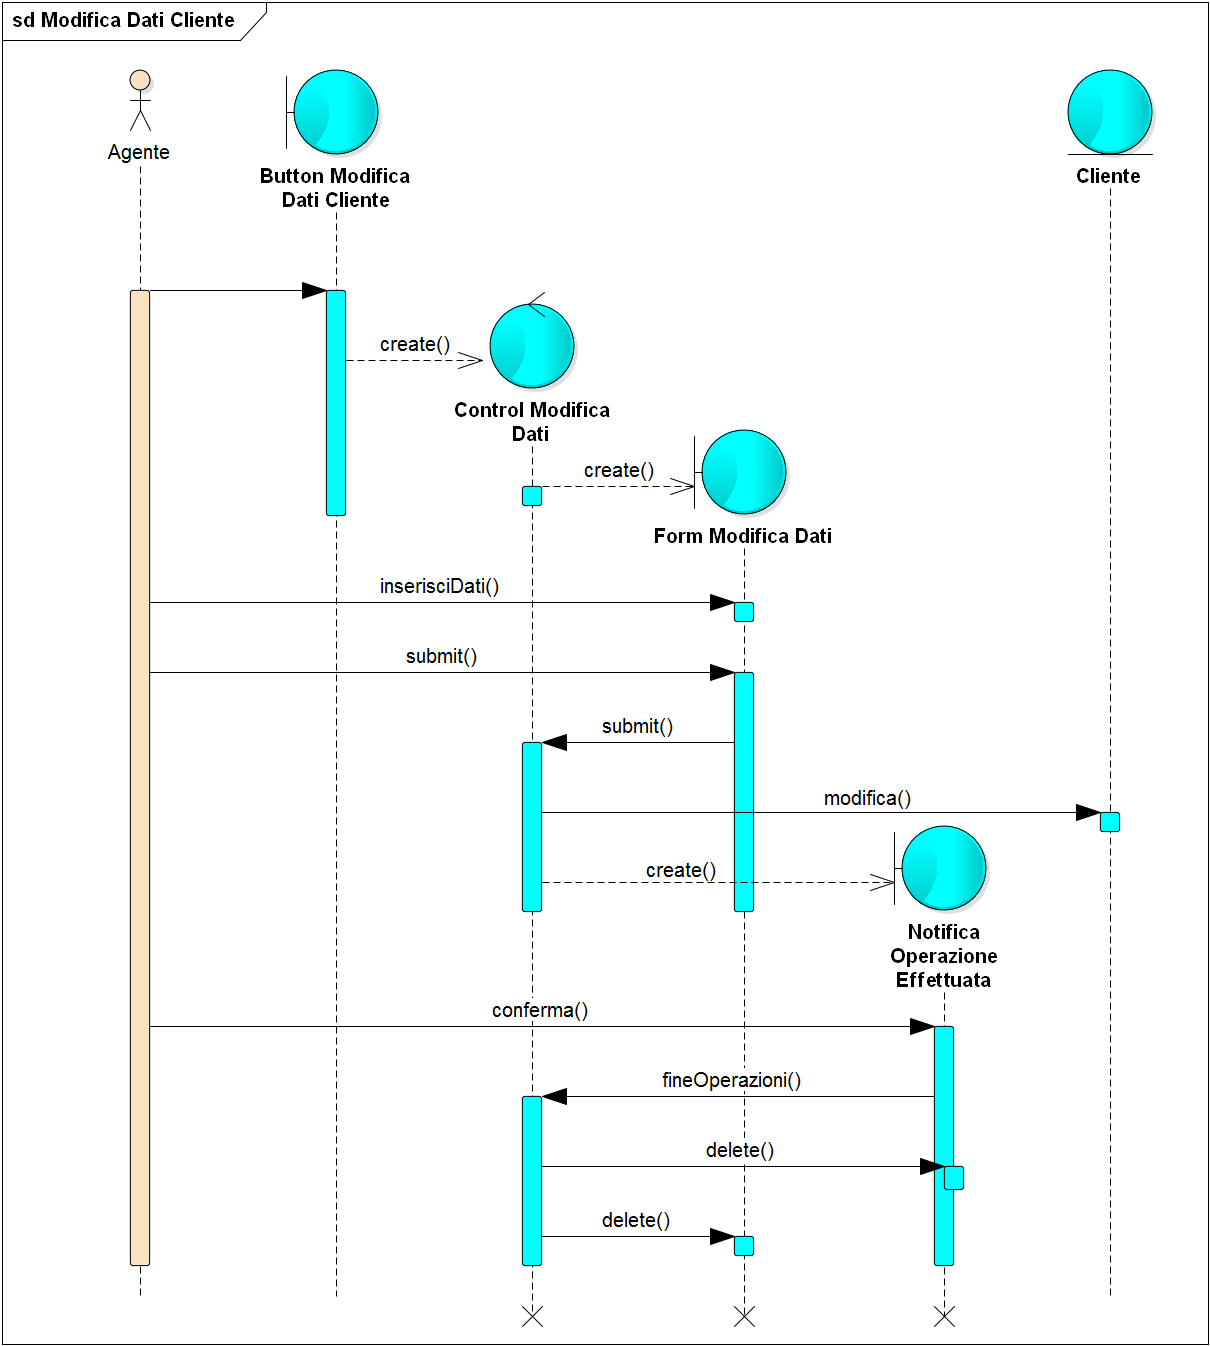 sd Modifica Dati Cliente
Agente
Button Modifica
Dati Cliente
Cliente
create()
Control Modifica
Dati
create()
Form Modifica Dati
inserisciDati()
submit()
submit()
modifica()
create()
Notifica
Operazione
Effettuata
conferma()
fineOperazioni()
delete()
delete()